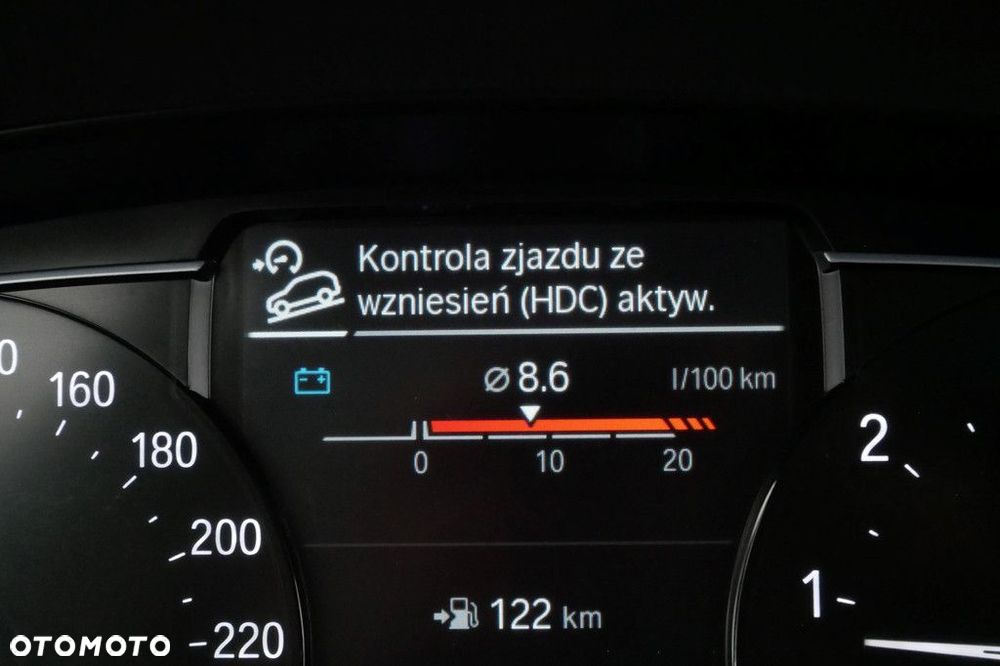 Kontrola zjazdu ze
wzniesień (HDC) aktyw.
Ø 8.6 l/100 km
0 10 20
160
180
200
220
2
1
122 km
OTOMOTO